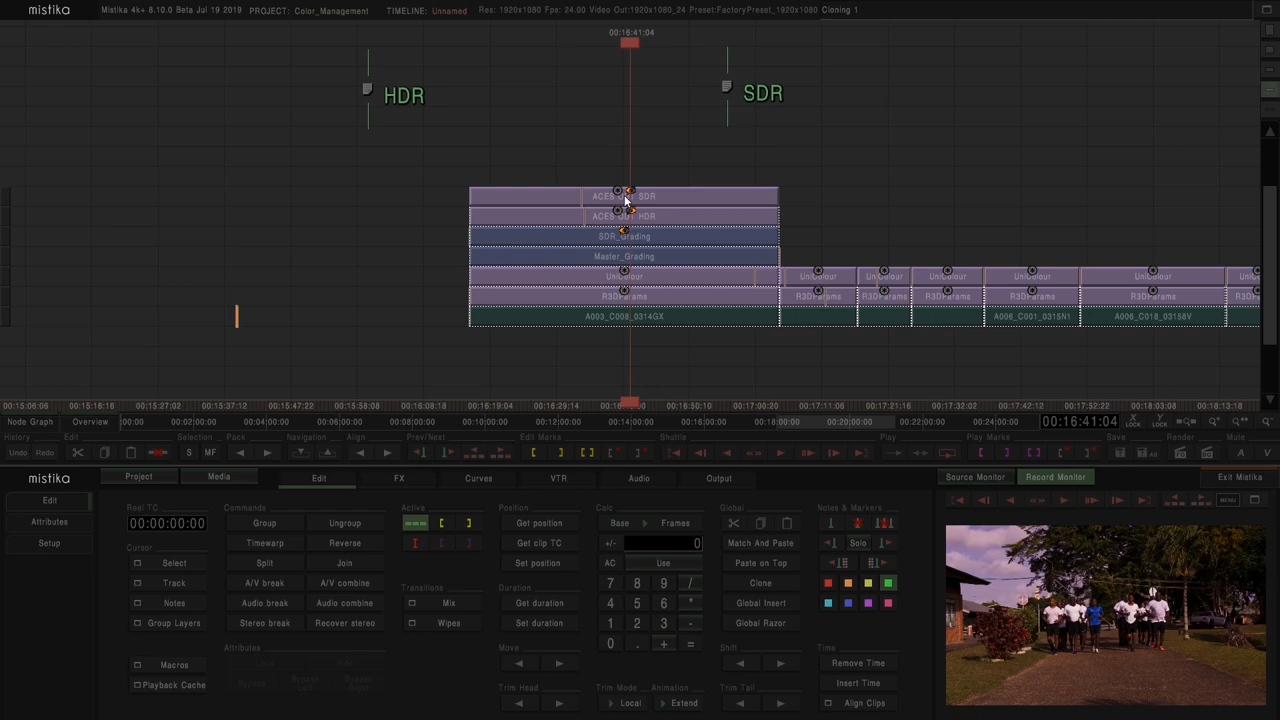 mistika Mistika 4k+ 8.10.0 Beta Jul 19 2019 PROJECT: Color_Management TIMELINE: Unnamed Res: 1920x1080 Fps: 24.00 Video Out:1920x1080_24 Preset:FactoryPreset_1920x1080 Cloning 1
00:16:41:04
HDR SDR
ACES ODT SDR
ACES ODT HDR
SDR_Grading
Master_Grading
UniColour UniColour UniColour UniColour UniColour UniColour
R3DParams R3DParams R3DParams R3DParams R3DParams R3DParams
A003_C008_0314GX A006_C001_0315N1 A006_C018_03158V
00:15:06:06 00:15:16:16 00:15:27:02 00:15:37:12 00:15:47:22 00:15:58:08 00:16:08:18 00:16:19:04 00:16:29:14 00:16:50:10 00:17:00:20 00:17:11:06 00:17:21:16 00:17:32:02 00:17:42:12 00:17:52:22 00:18:03:08 00:18:13:18
Node Graph Overview :00:00 00:02:00:00 00:04:00:00 00:06:00:00 00:08:00:00 00:10:00:00 00:12:00:00 00:14:00:00 00:16:00:00 00:18:00:00 00:20:00:00 00:22:00:00 00:24:00:00 00:16:41:04 X LOCK Y LOCK
History Edit Selection Pack Navigation Align Prev/Next Edit Marks Shuttle Play Play Marks Save Render Mute
Undo Redo S MF All A V
mistika Project Media Edit FX Curves VTR Audio Output Source Monitor Record Monitor Exit Mistika
Edit
Attributes
Setup
Reel TC
00:00:00:00
Cursor
Select
Track
Notes
Group Layers
Macros
Playback Cache
Commands
Group Ungroup
Timewarp Reverse
Split Join
A/V break A/V combine
Audio break Audio combine
Stereo break Recover stereo
Attributes
Active
Transitions
Mix
Wipes
Position
Get position
Get clip TC
Set position
Duration
Get duration
Set duration
Move
Trim Head
Calc
Base Frames
+/- 0
AC Use
7 8 9 /
4 5 6 *
1 2 3 -
0 . + =
Trim Mode Animation
Local Extend
Global
Match And Paste
Paste on Top
Clone
Global Insert
Global Razor
Shift
Trim Tail
Notes & Markers
Solo
Time
Remove Time
Insert Time
Align Clips
MENU